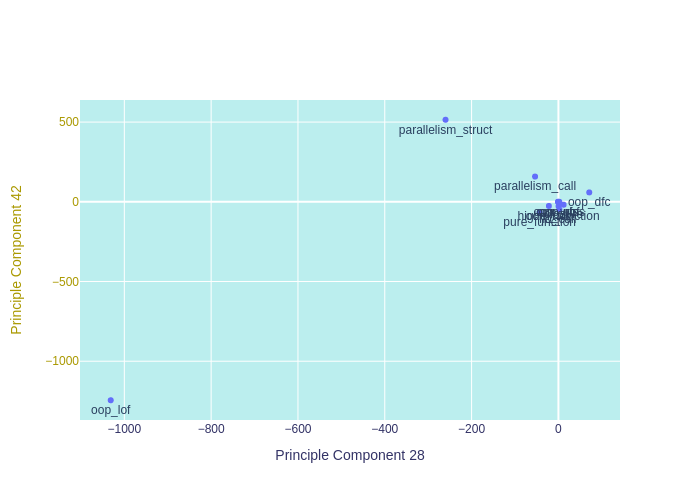 500
parallelism_struct
parallelism_call
0
oop_dfc
pure_function
−500
−1000
oop_lof
−1000
−800
−600
−400
−200
0
Principle Component 28
Principle Component 42